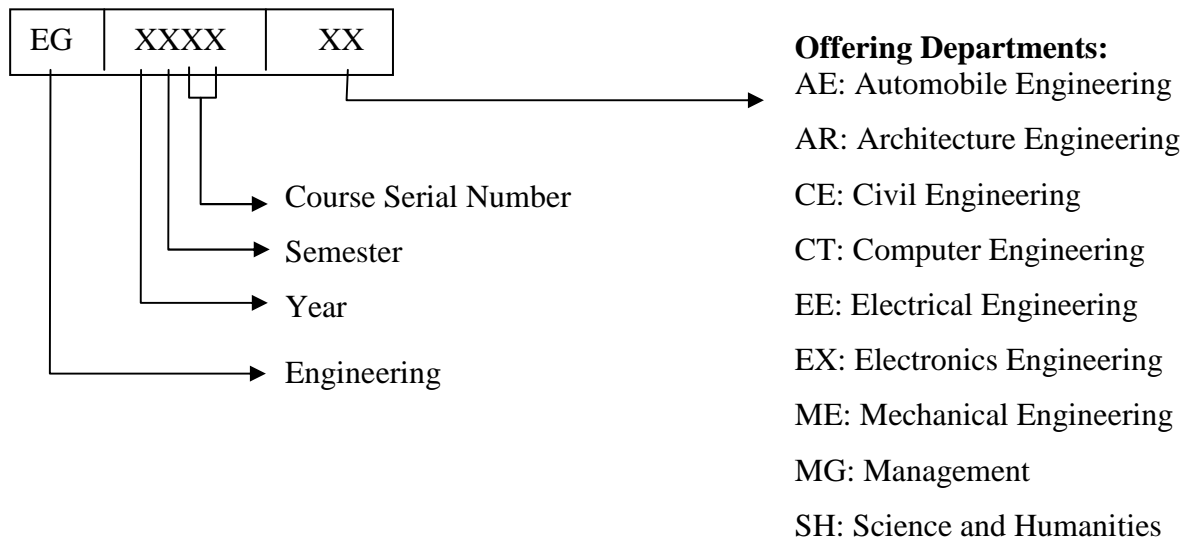 EG XXXX XX
Offering Departments:
AE: Automobile Engineering
AR: Architecture Engineering
CE: Civil Engineering
CT: Computer Engineering
EE: Electrical Engineering
EX: Electronics Engineering
ME: Mechanical Engineering
MG: Management
SH: Science and Humanities
Course Serial Number
Semester
Year
Engineering